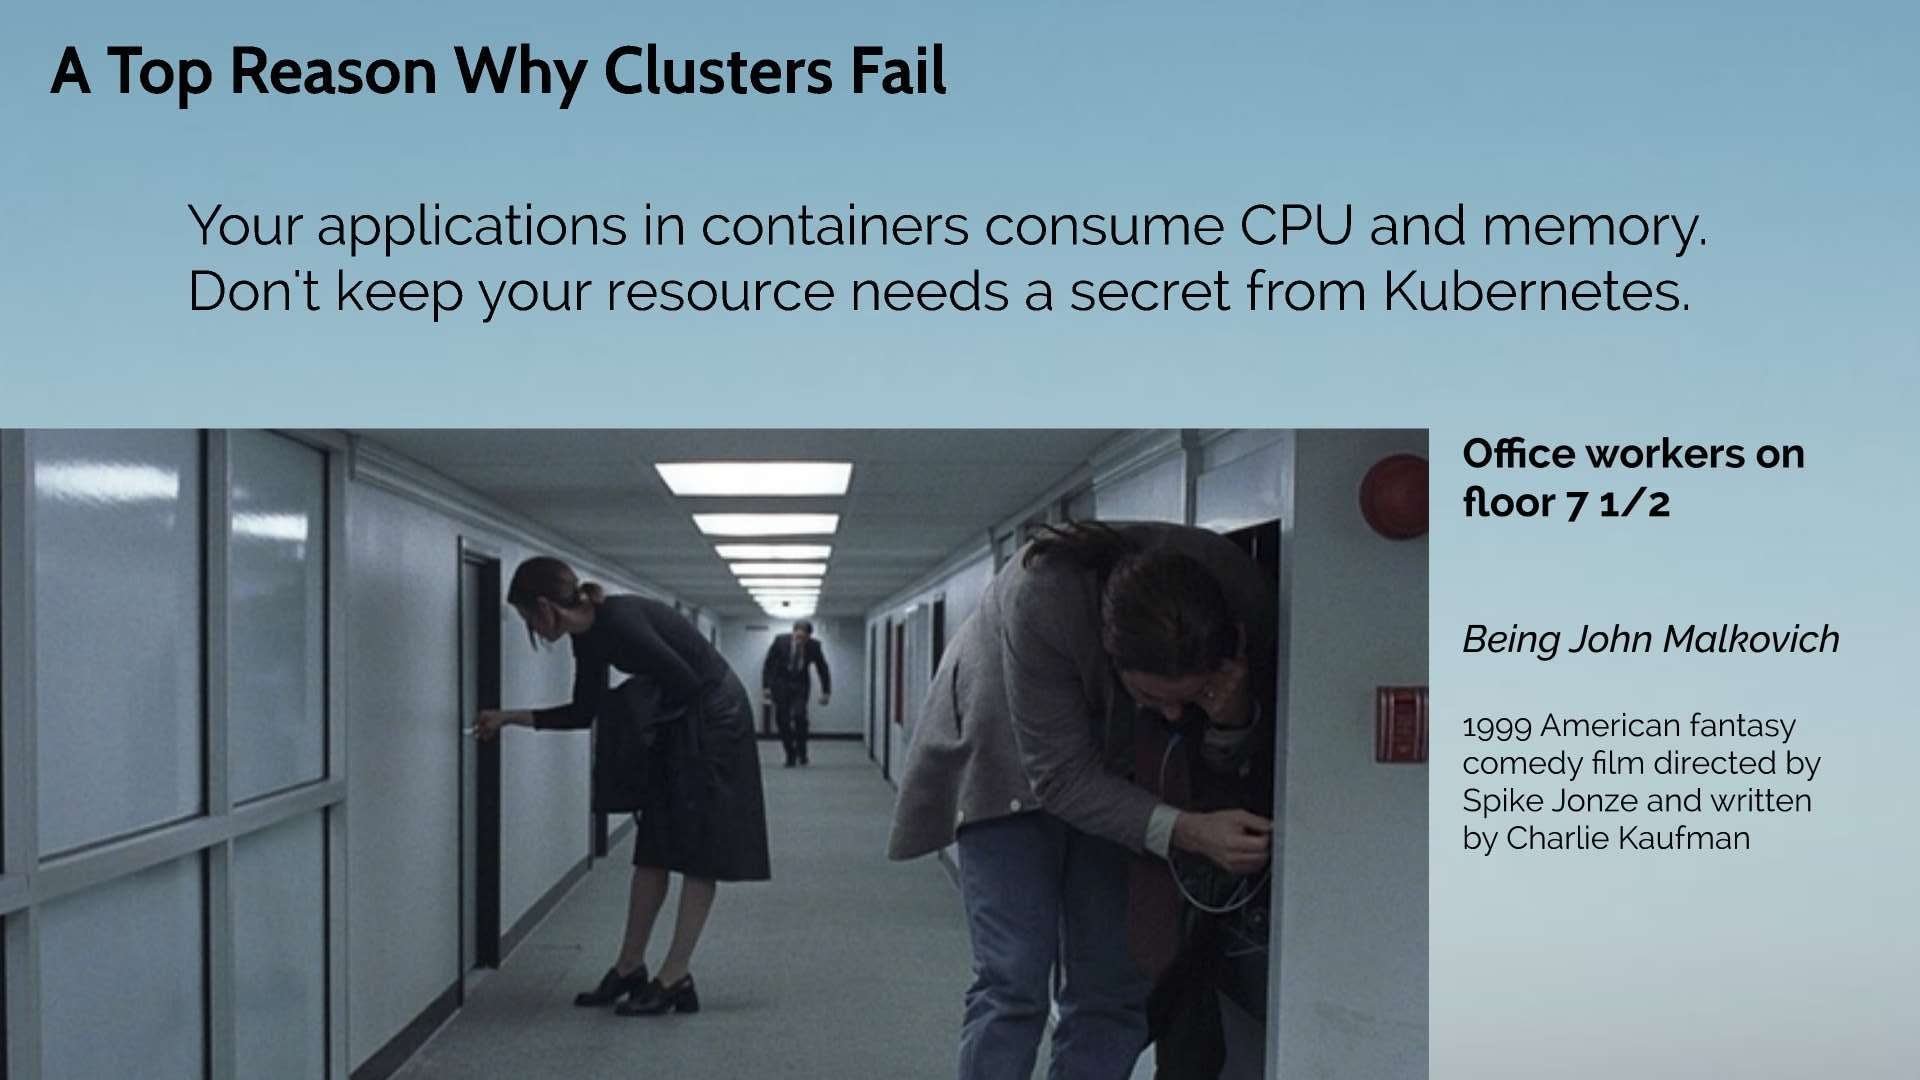 A Top Reason Why Clusters Fail
Your applications in containers consume CPU and memory.
Don't keep your resource needs a secret from Kubernetes.
Office workers on
floor 7 1/2
Being John Malkovich
1999 American fantasy
comedy film directed by
Spike Jonze and written
by Charlie Kaufman